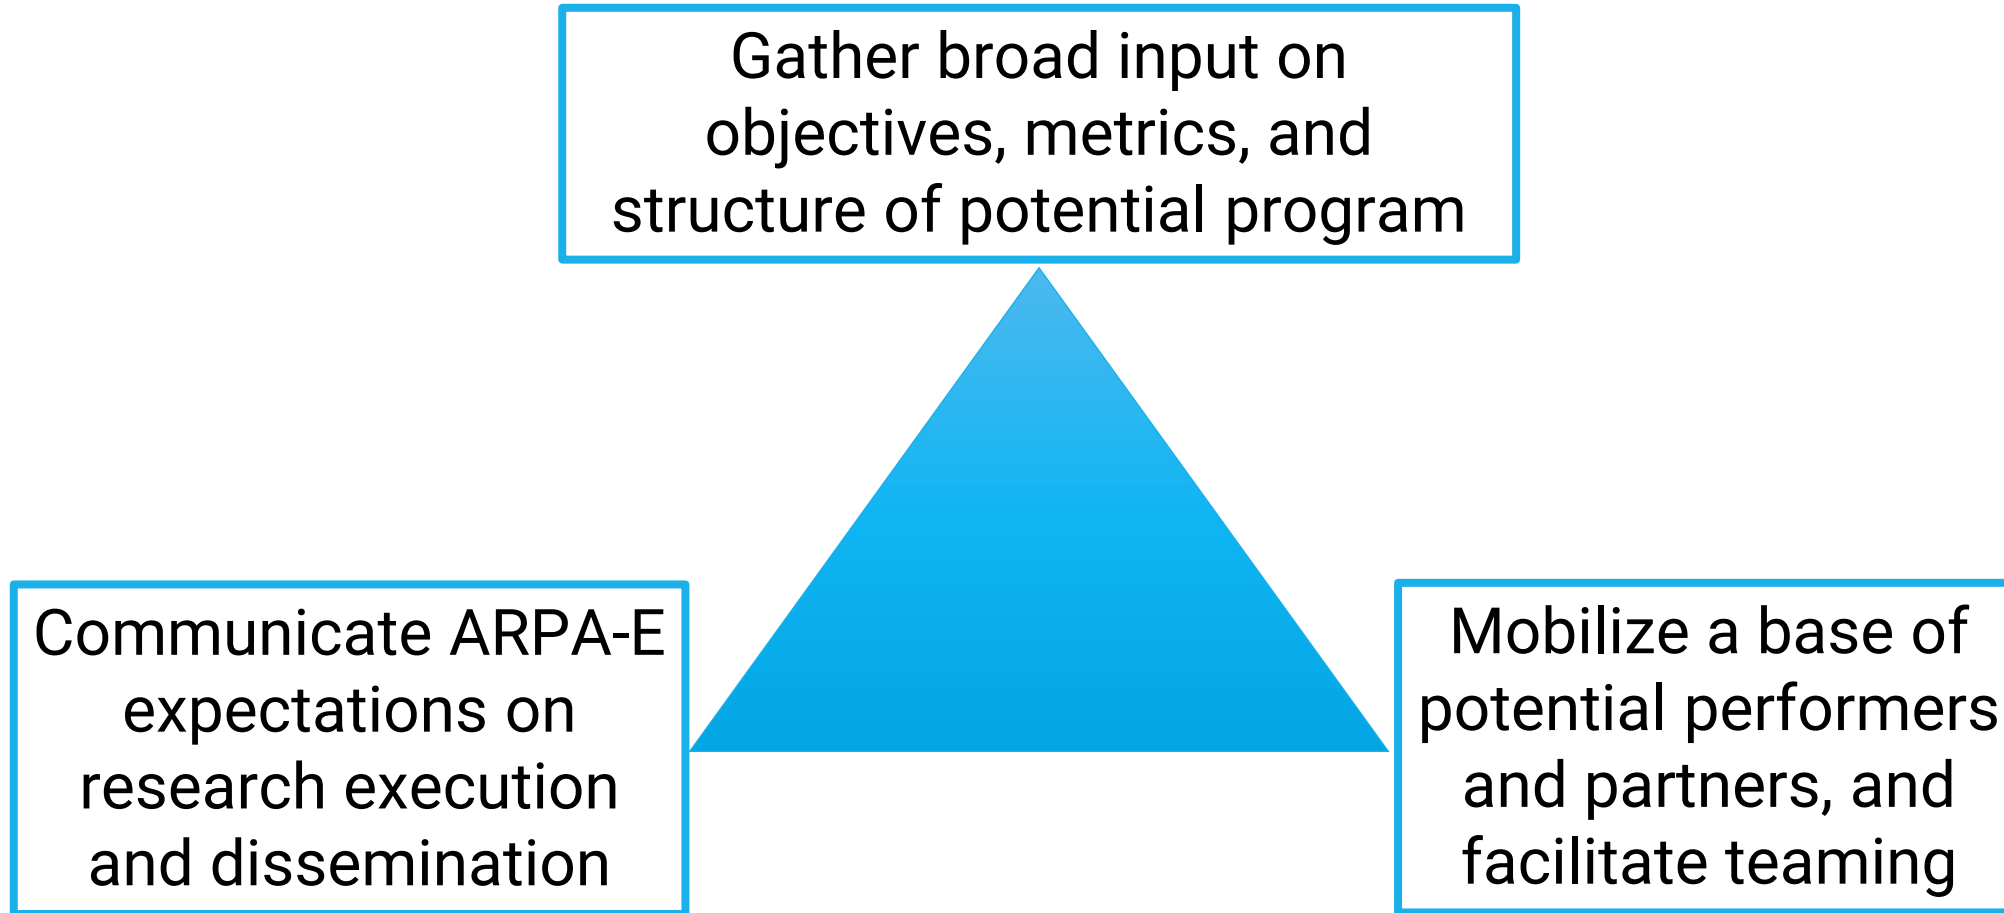 Gather broad input on
objectives, metrics, and
structure of potential program
Communicate ARPA-E
expectations on
research execution
and dissemination
Mobilize a base of
potential performers
and partners, and
facilitate teaming